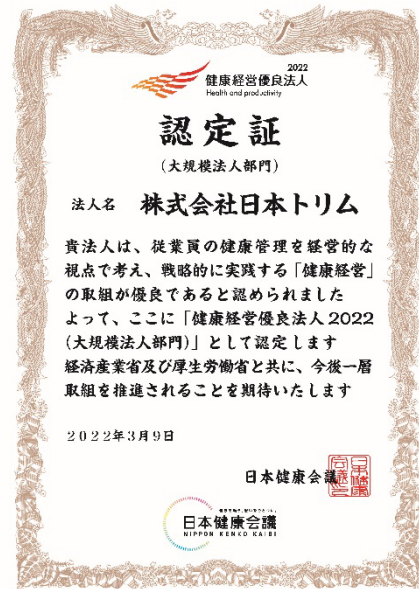 2022
健康経営優良法人
Health and productivity
認定証
(大規模法人部門)
法人名 株式会社日本トリム
貴法人は、従業員の健康管理を経営的な
視点で考え、戦略的に実践する「健康経営」
の取組が優良であると認められました
よって、ここに「健康経営優良法人2022
(大規模法人部門)」として認定します
経済産業省及び厚生労働省と共に、今後一層
取組を推進されることを期待いたします
2022年3月9日
日本健康会議
日本健康会議
NIPPON KENKO KAIGI